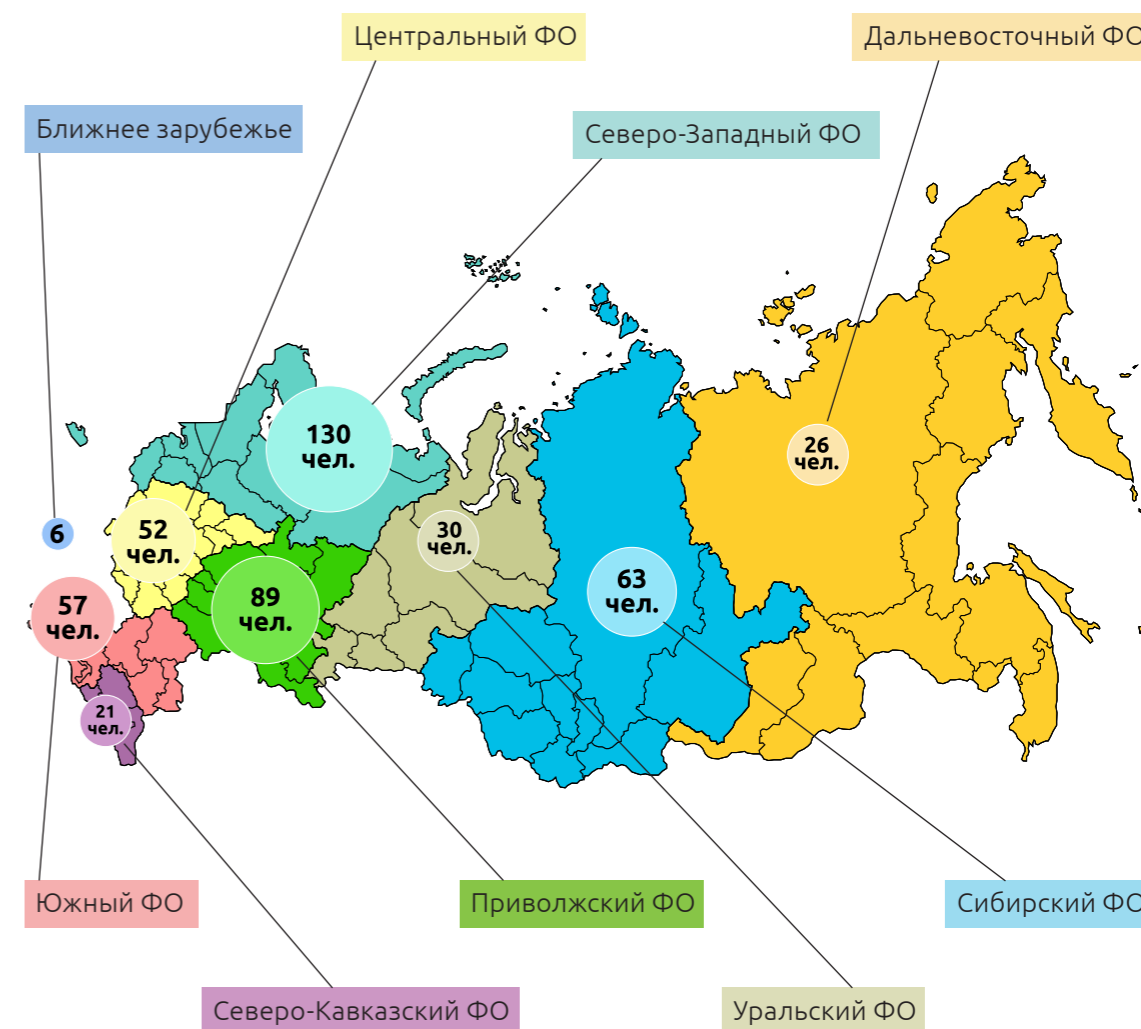 Центральный ФО
Дальневосточный ФО
Ближнее зарубежье
Северо-Западный ФО
130
чел.
26
чел.
6
52
чел.
30
чел.
63
чел.
57
чел.
89
чел.
21
чел.
Южный ФО
Приволжский ФО
Сибирский ФО
Северо-Кавказский ФО
Уральский ФО